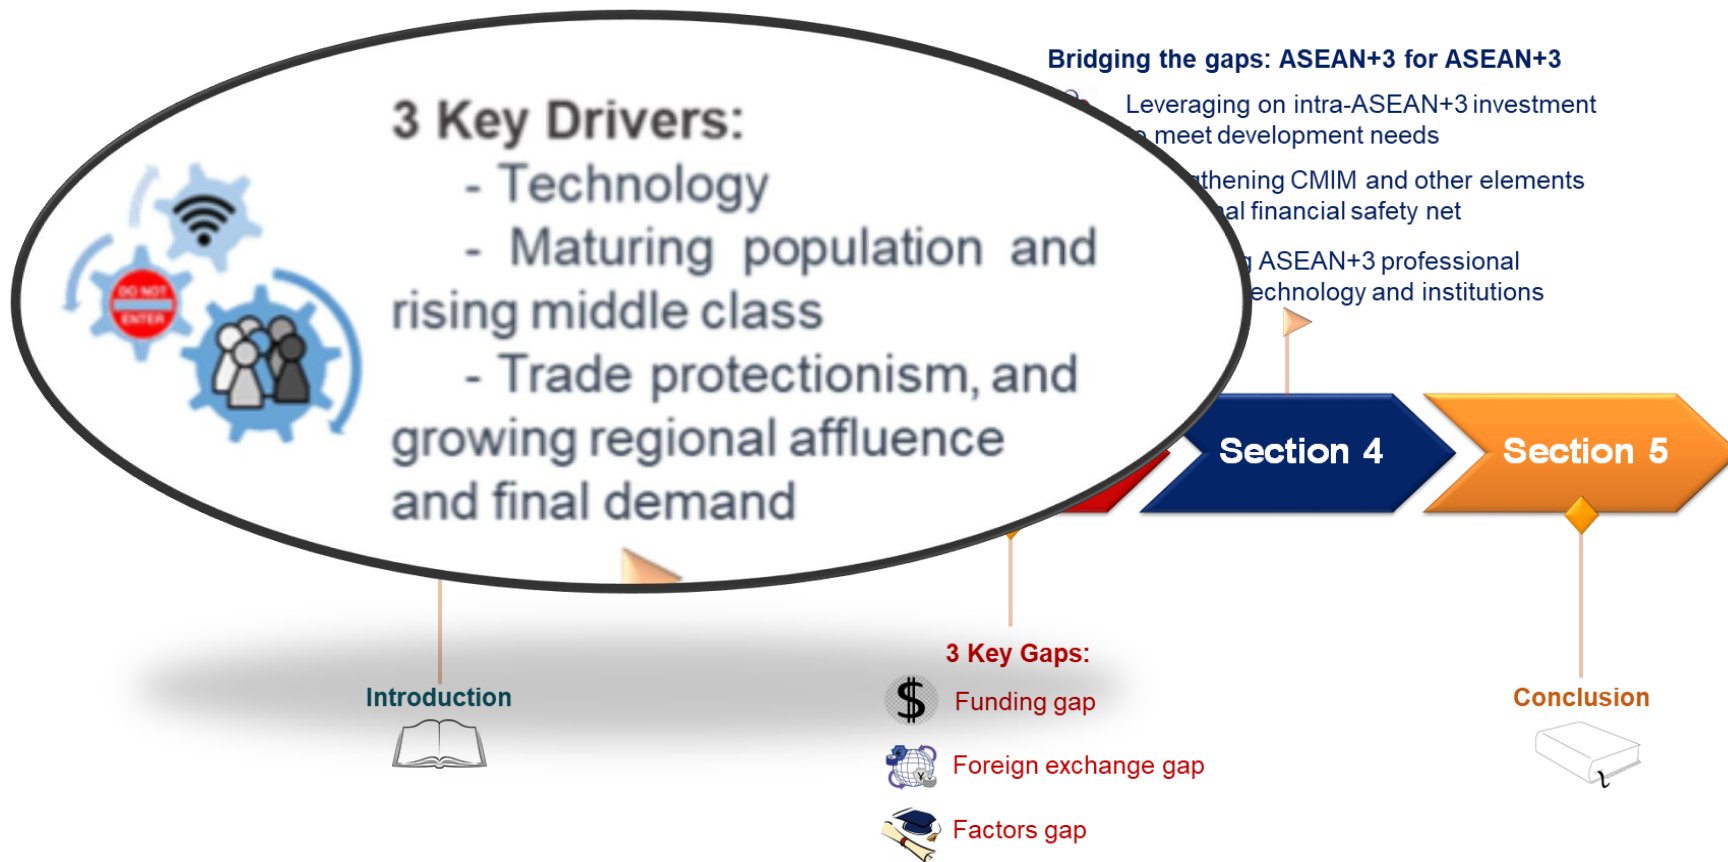 3 Key Drivers:
- Technology
- Maturing population and
rising middle class
- Trade protectionism, and
growing regional affluence
and final demand
DO NOT
ENTER
Bridging the gaps: ASEAN+3 for ASEAN+3
Leveraging on intra-ASEAN+3 investment
meet development needs
CMIM and other elements
financial safety net
ASEAN+3 professional
and institutions
Section 4
Section 5
Introduction
3 Key Gaps:
$
Funding gap
Foreign exchange gap
Factors gap
Conclusion